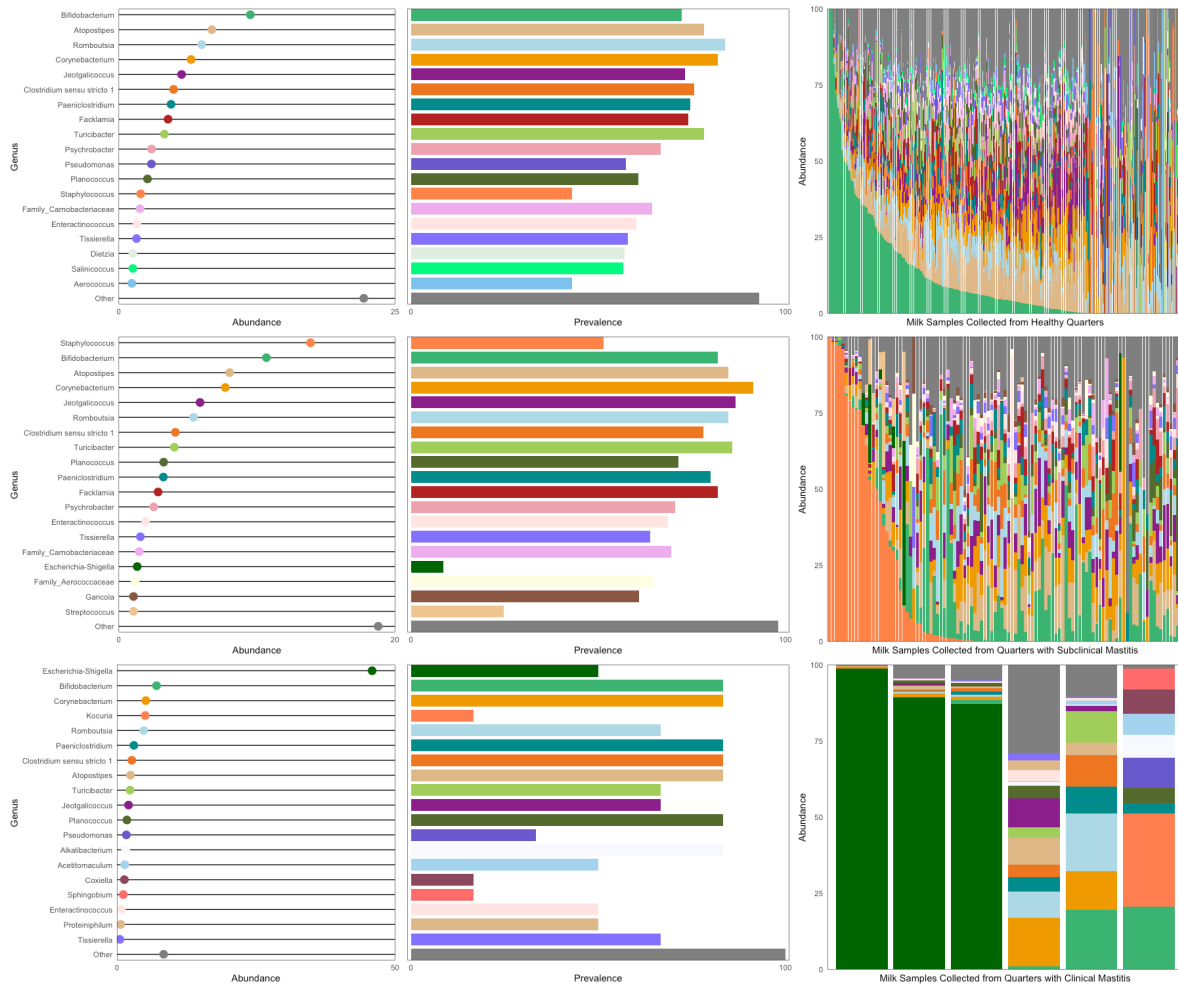 Genus
Bifidobacterium
Atopostipes
Romboutsia
Corynebacterium
Jeotgalicoccus
Clostridium sensu stricto 1
Paeniclostridium
Facklamia
Turicibacter
Psychrobacter
Pseudomonas
Planococcus
Staphylococcus
Family_Carnobacteriaceae
Enteractinococcus
Tissierella
Dietzia
Salinicoccus
Aerococcus
Other
0 25
Abundance
0 100
Prevalence
Abundance
100
75
50
25
0
Milk Samples Collected from Healthy Quarters
Genus
Staphylococcus
Bifidobacterium
Atopostipes
Corynebacterium
Jeotgalicoccus
Romboutsia
Clostridium sensu stricto 1
Turicibacter
Planococcus
Paeniclostridium
Facklamia
Psychrobacter
Enteractinococcus
Tissierella
Family_Carnobacteriaceae
Escherichia-Shigella
Family_Aerococcaceae
Garicola
Streptococcus
Other
0 20
Abundance
0 100
Prevalence
Abundance
100
75
50
25
0
Milk Samples Collected from Quarters with Subclinical Mastitis
Genus
Escherichia-Shigella
Bifidobacterium
Corynebacterium
Kocuria
Romboutsia
Paeniclostridium
Clostridium sensu stricto 1
Atopostipes
Turicibacter
Jeotgalicoccus
Planococcus
Pseudomonas
Alkalibacterium
Acetitomaculum
Coxiella
Sphingobium
Enteractinococcus
Proteiniphilum
Tissierella
Other
0 50
Abundance
0 100
Prevalence
Abundance
100
75
50
25
0
Milk Samples Collected from Quarters with Clinical Mastitis